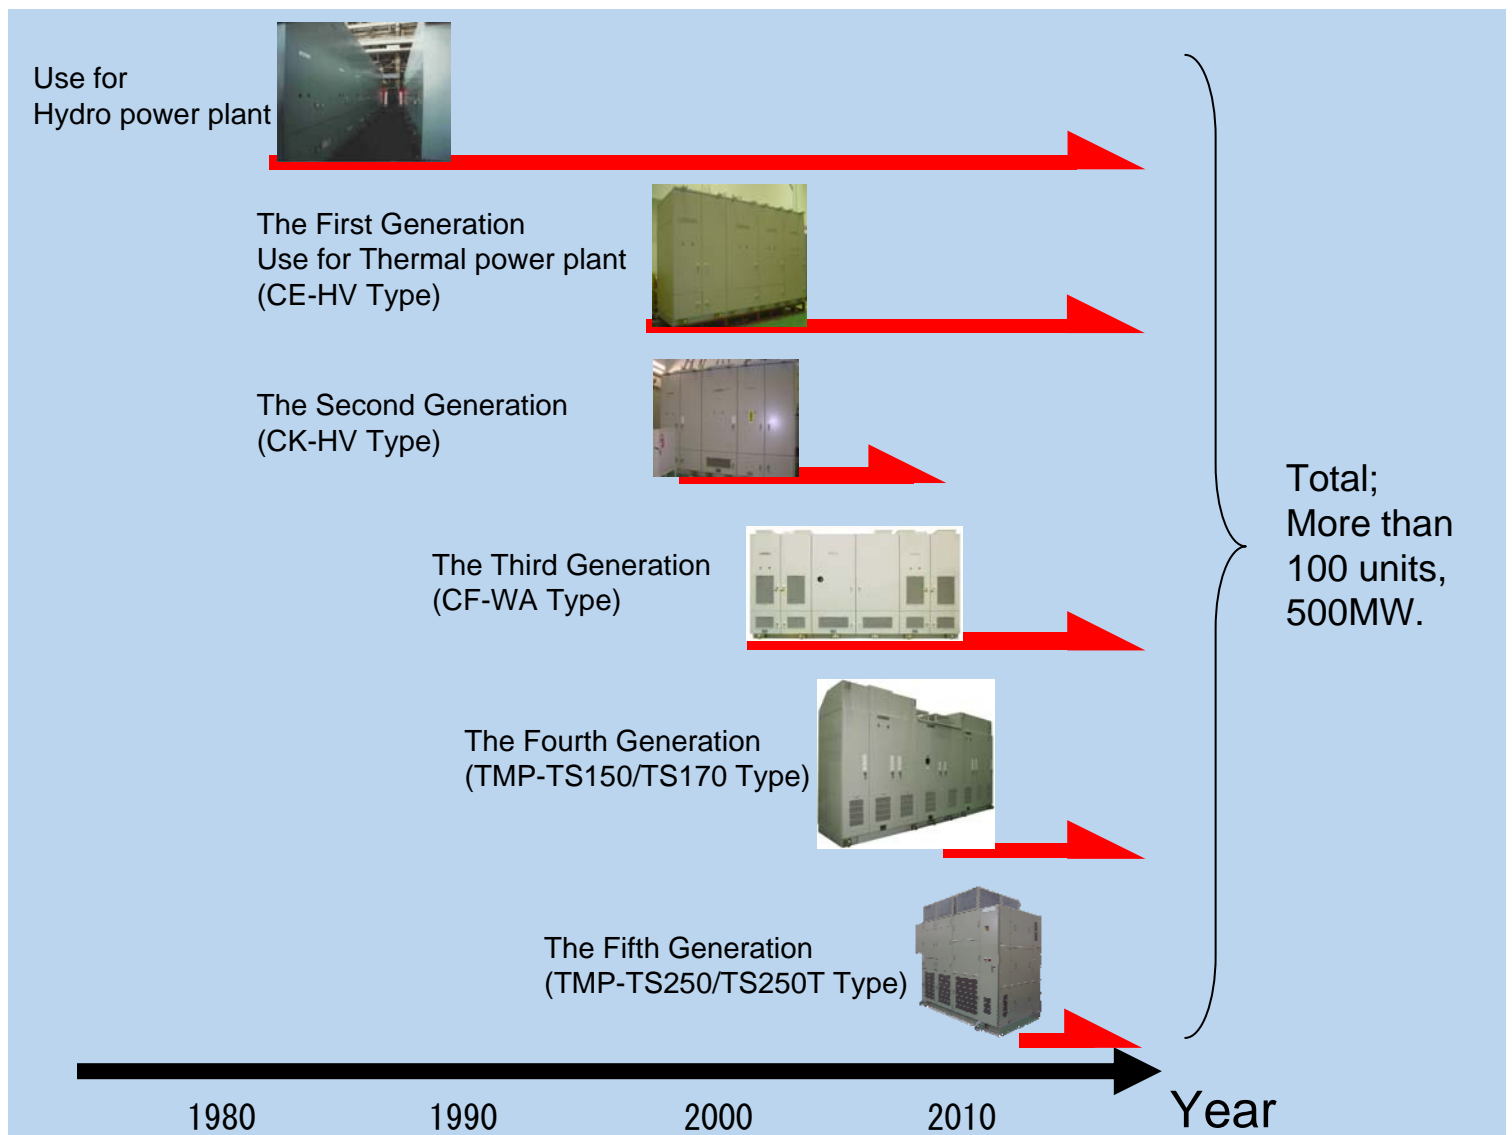 Use for
Hydro power plant
The First Generation
Use for Thermal power plant
(CE-HV Type)
The Second Generation
(CK-HV Type)
The Third Generation
(CF-WA Type)
The Fourth Generation
(TMP-TS150/TS170 Type)
The Fifth Generation
(TMP-TS250/TS250T Type)
Total;
More than
100 units,
500MW.
1980 1990 2000 2010 Year